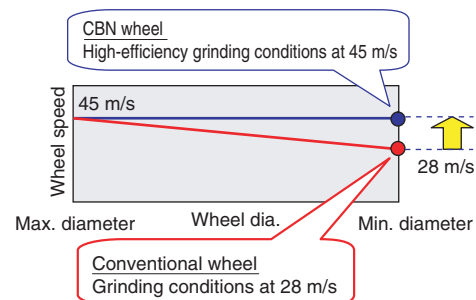 CBN wheel
High-efficiency grinding conditions at 45 m/s
45 m/s
Wheel speed
28 m/s
Max. diameter
Wheel dia.
Min. diameter
Conventional wheel
Grinding conditions at 28 m/s